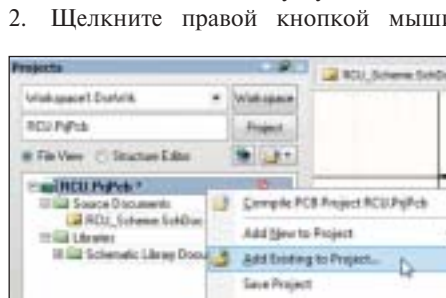 2. Щелкните правой кнопкой мыши
Projects
RCU_Scheme.SchDoc
Workspace1.DsnWrk
Workspace
RCU.PrjPcb
Project
File View
Structure Editor
RCU.PrjPcb *
Source Documents
RCU_Scheme.SchDoc
Libraries
Schematic Library Docu
Compile PCB Project RCU.PrjPcb
Add New to Project
Add Existing to Project...
Save Project